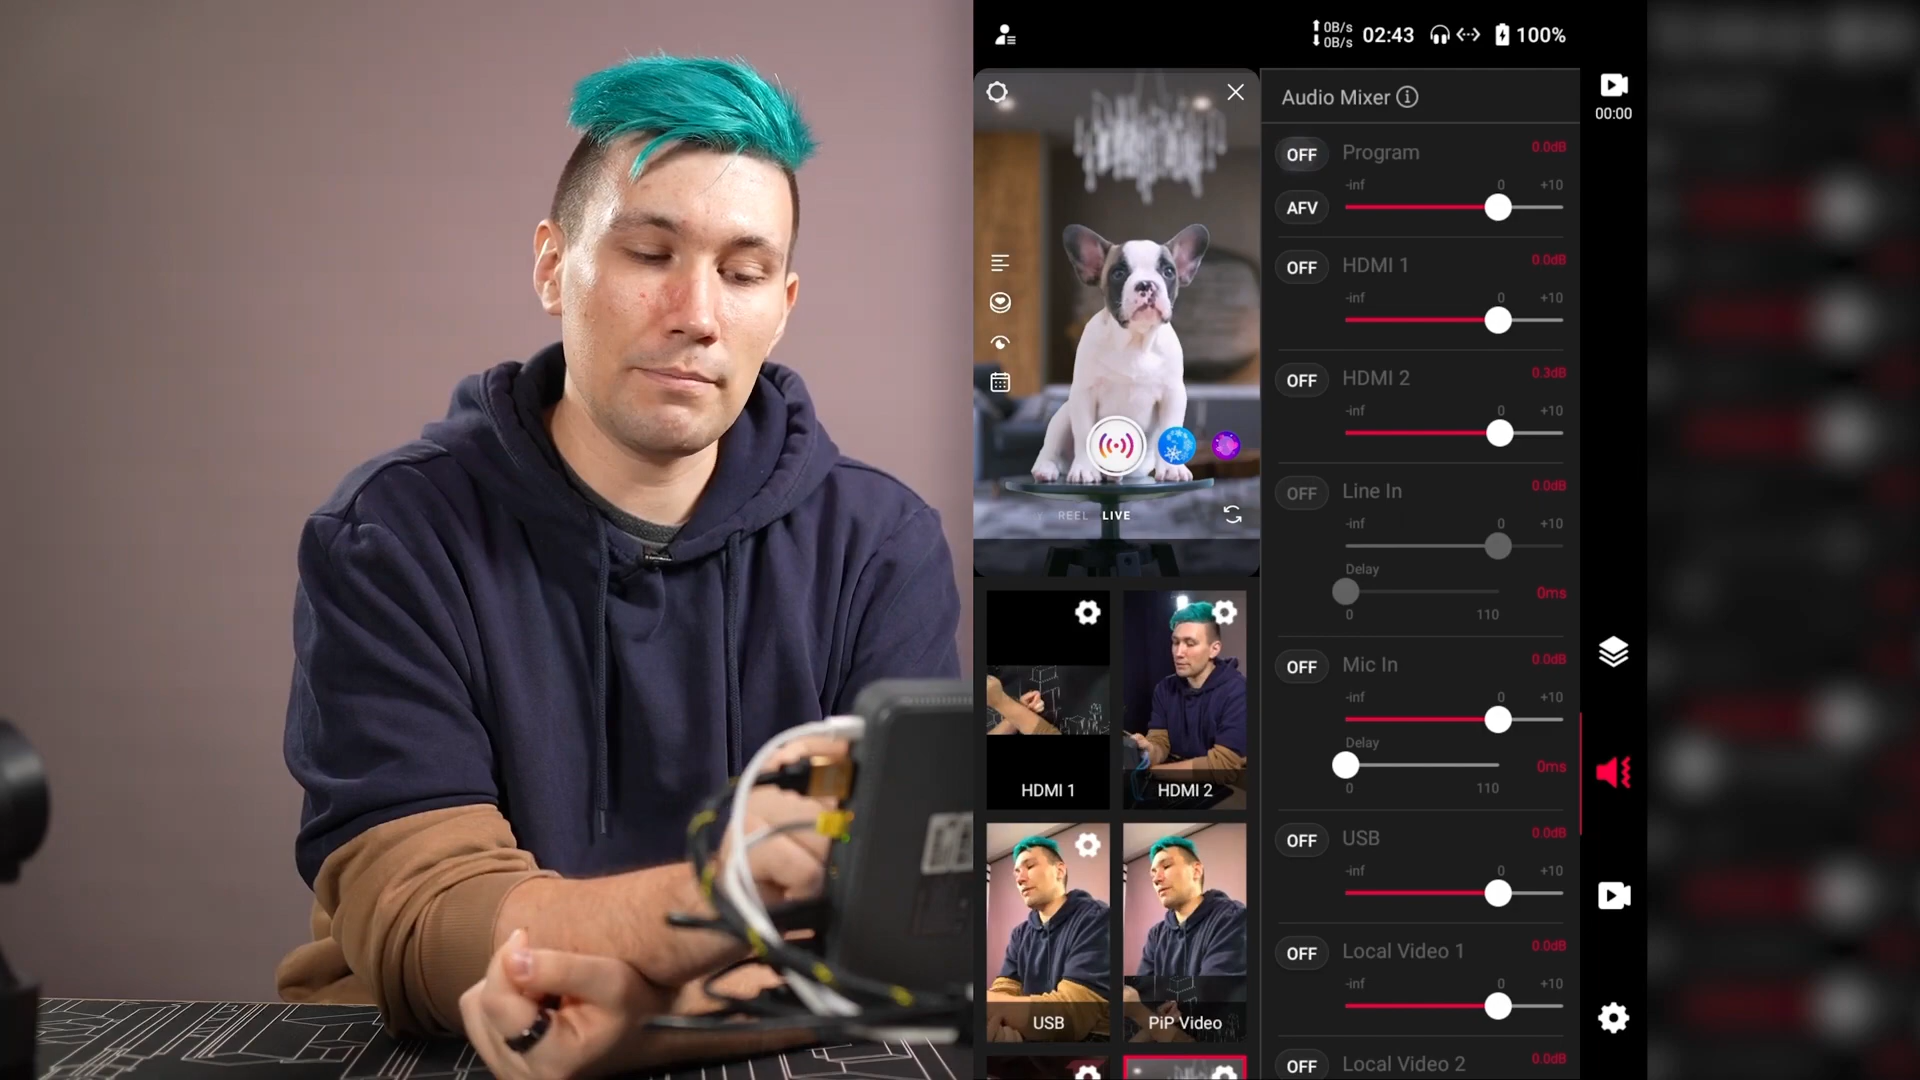 0B/s
0B/s
02:43
100%
00:00
Audio Mixer
OFF
Program
0.0dB
-inf
0
+10
AFV
OFF
HDMI 1
0.0dB
-inf
0
+10
OFF
HDMI 2
0.3dB
-inf
0
+10
OFF
Line In
0.0dB
-inf
0
+10
Delay
0ms
0
110
OFF
Mic In
0.0dB
-inf
0
+10
Delay
0ms
0
110
OFF
USB
0.0dB
-inf
0
+10
OFF
Local Video 1
0.0dB
-inf
0
+10
OFF
Local Video 2
0.0dB
REEL LIVE
HDMI 1
HDMI 2
USB
PiP Video